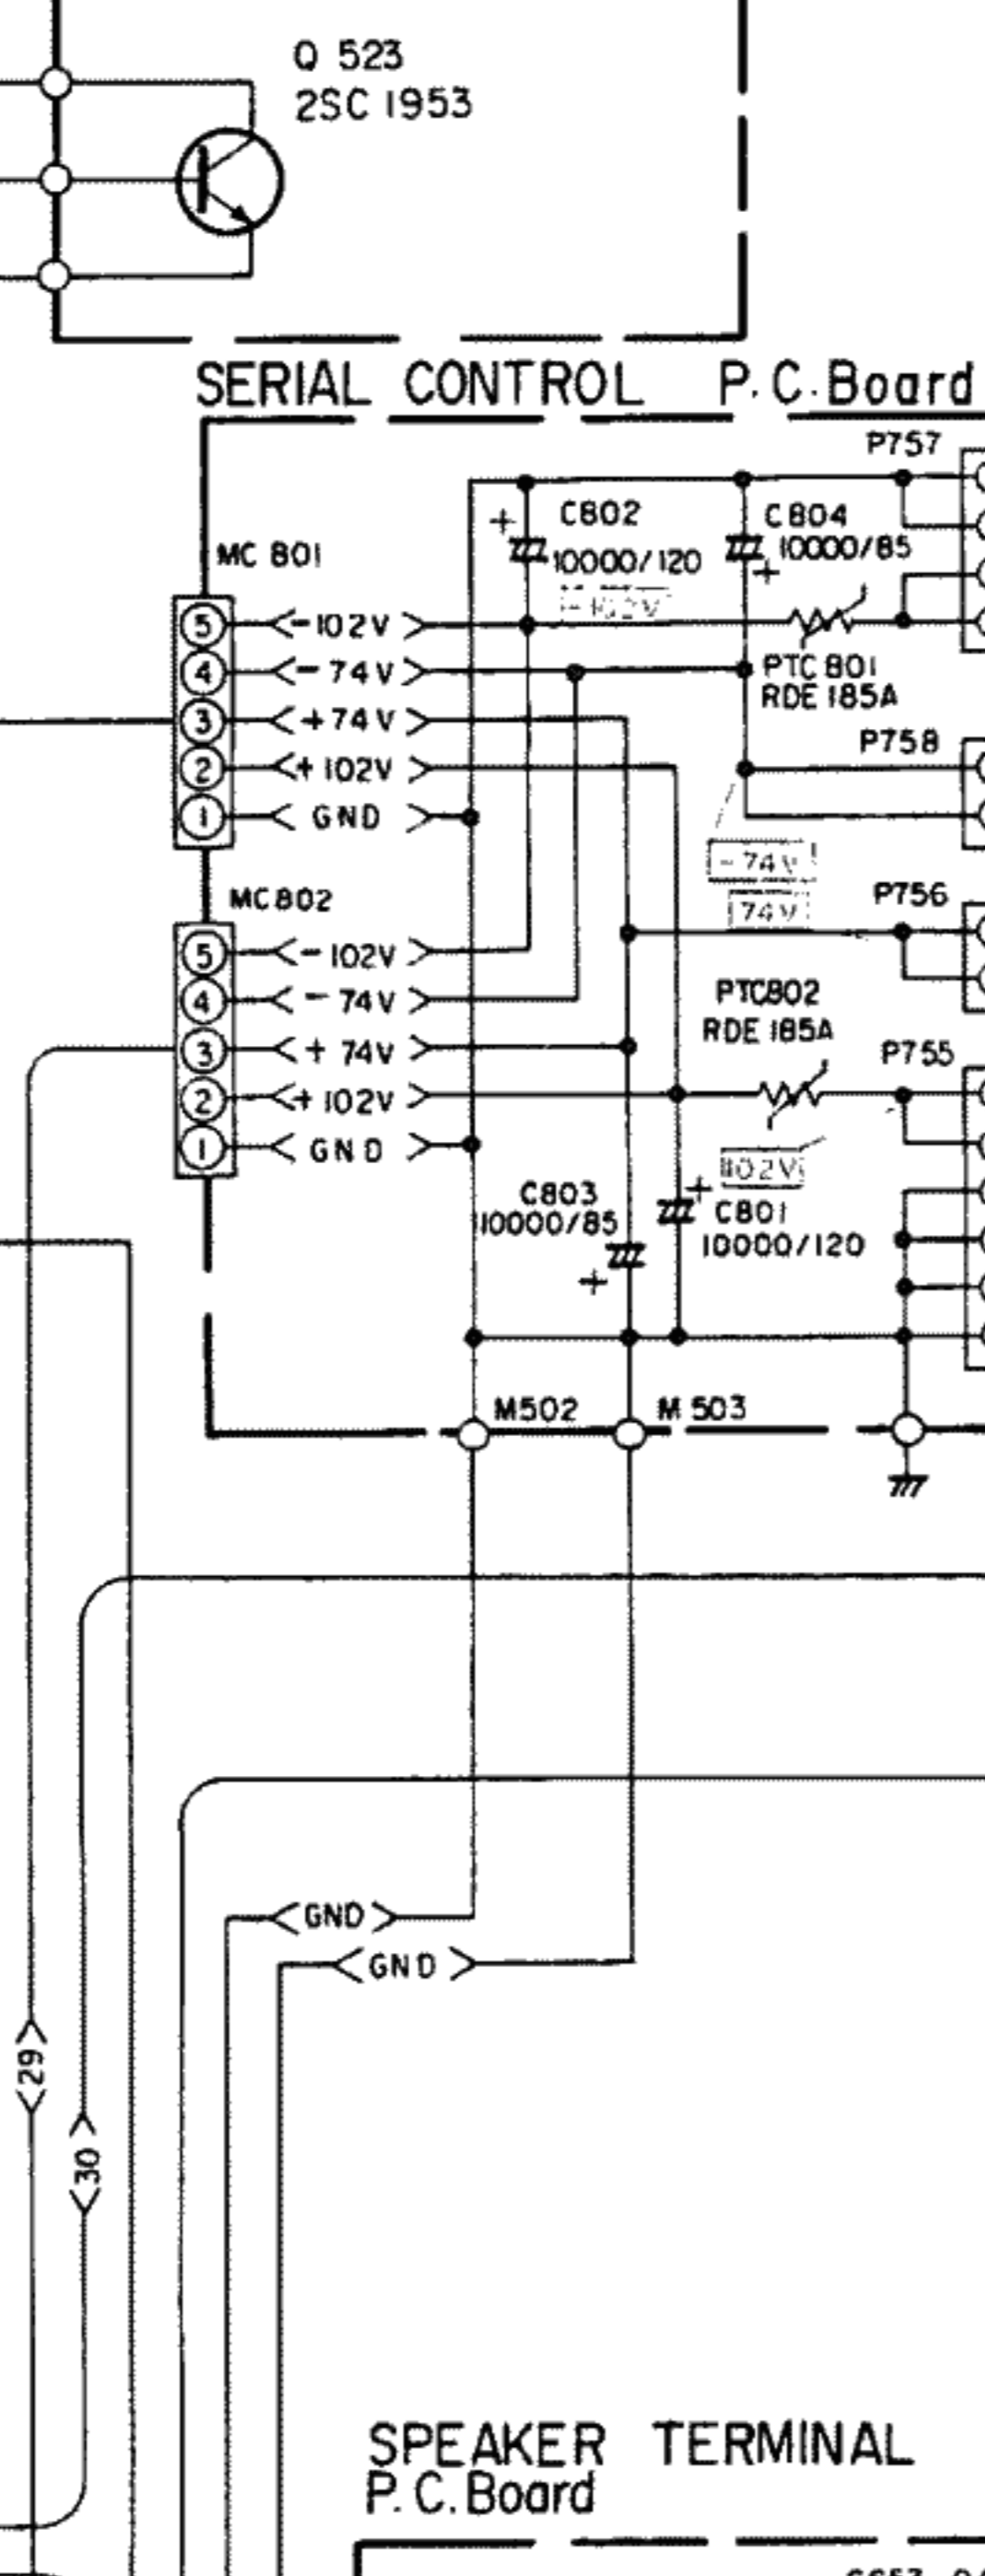 Q 523
2SC 1953
SERIAL CONTROL P.C.Board
P757
C802
10000/120
C804
10000/85
MC 801
-102V
5 -102V
4 -74V
3 +74V
2 +102V
1 GND
PTC 801
RDE 185A
P758
-74V
74V
P756
MC802
5 -102V
4 -74V
3 +74V
2 +102V
1 GND
PTC802
RDE 185A
P755
C803
10000/85
C801
10000/120
M502
M503
GND
GND
29
30
SPEAKER TERMINAL
P.C.Board